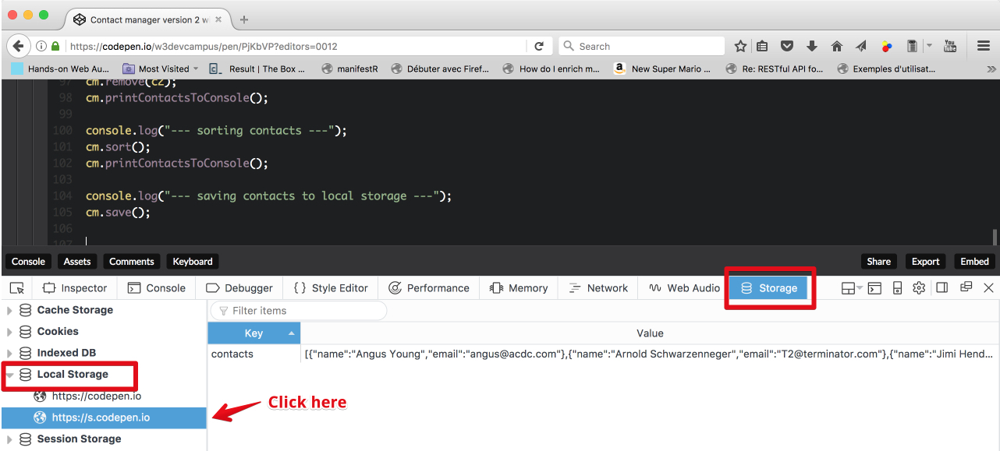 Contact manager version 2 wi
https://codepen.io/w3devcampus/pen/PjKbVP?editors=0012
Search
You Tube
Hands-on Web Au... Most Visited Result | The Box ... manifestR Débuter avec Firef... How do I enrich m... New Super Mario ... Re: RESTful API fo... Exemples d'utilisat...
97 cm.remove(c2);
98 cm.printContactsToConsole();
99
100 console.log("--- sorting contacts ---");
101 cm.sort();
102 cm.printContactsToConsole();
103
104 console.log("--- saving contacts to local storage ---");
105 cm.save();
106
107
Console Assets Comments Keyboard Share Export Embed
Inspector Console Debugger Style Editor Performance Memory Network Web Audio Storage
Cache Storage
Cookies
Indexed DB
Local Storage
https://codepen.io
https://s.codepen.io
Session Storage
Filter items
Key Value
contacts [{"name":"Angus Young","email":"angus@acdc.com"},{"name":"Arnold Schwarzenneger","email":"T2@terminator.com"},{"name":"Jimi Hend...
Click here